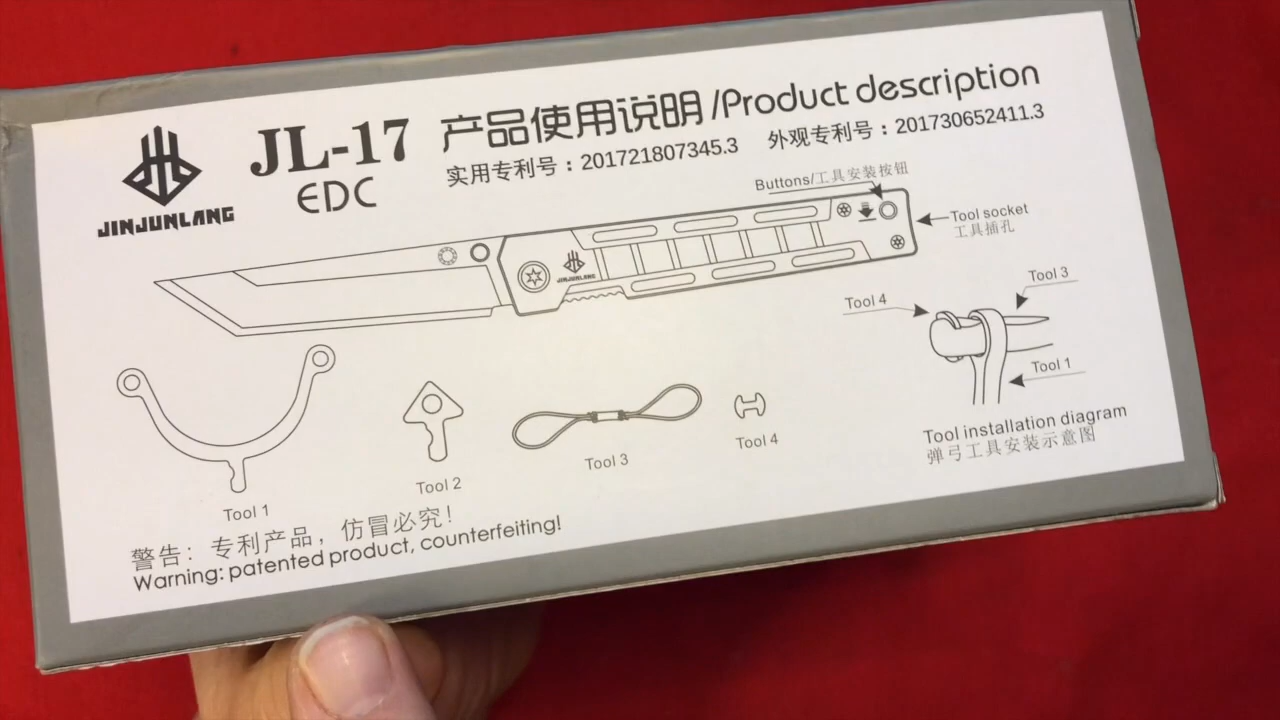 JINJUNLANG
JL-17
EDC
产品使用说明/Product description
实用专利号：201721807345.3 外观专利号：201730652411.3
Buttons/工具安装按钮
Tool socket
工具插孔
JINJUNLANG
Tool 3
Tool 4
Tool 1
Tool installation diagram
弹弓工具安装示意图
Tool 1
Tool 2
Tool 3
Tool 4
警告：专利产品，仿冒必究！
Warning: patented product, counterfeiting!